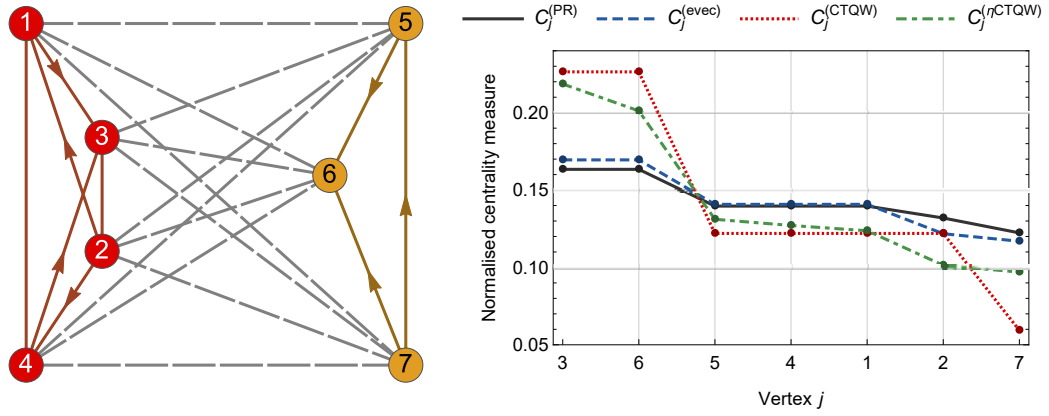 1
5
3
6
2
4
7
C_j^(PR) C_j^(evec) C_j^(CTQW) C_j^(ηCTQW)
Normalised centrality measure
0.20
0.15
0.10
0.05
3 6 5 4 1 2 7
Vertex j